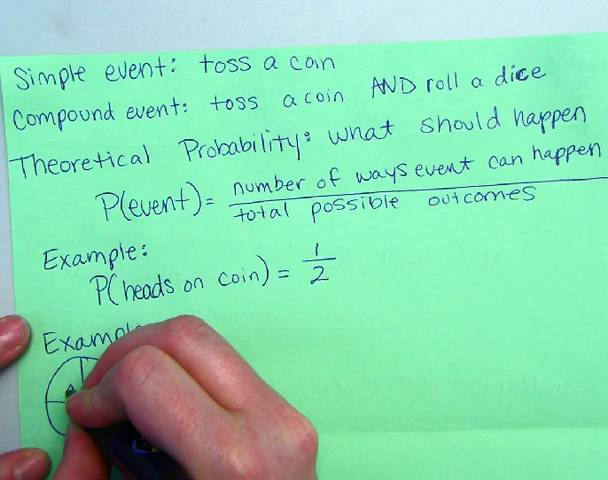 Simple event: toss a coin
Compound event: toss a coin AND roll a dice
Theoretical Probability: what should happen
P(event) = number of ways event can happen
total possible outcomes
Example:
P(heads on coin) = 1
2